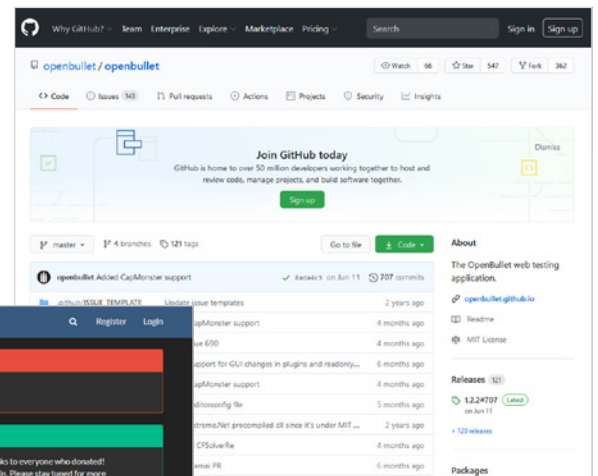 Why GitHub? Team Enterprise Explore Marketplace Pricing Search Sign in Sign up
openbullet / openbullet Watch 66 Star 547 Fork 362
Code Issues 143 Pull requests Actions Projects Security Insights
Join GitHub today
Dismiss
GitHub is home to over 50 million developers working together to host and
review code, manage projects, and build software together.
Sign up
master 4 branches 121 tags Go to file Code
openbullet Added CapMonster support on Jun 11 707 commits
.github/ISSUE_TEMPLATE Update issue templates 2 years ago
apMonster support 4 months ago
ue 600 4 months ago
upport for GUI changes in plugins and readonly... 6 months ago
apMonster support 4 months ago
ditorconfig file 5 months ago
xtreme.Net precompiled dll since it's under MIT ... 2 years ago
CFSolverRe 4 months ago
amai PR 6 months ago
About
The OpenBullet web testing
application.
openbullet.github.io
Readme
MIT License
Releases 121
1.2.2#707 Latest
on Jun 11
+ 120 releases
Packages
Register Login
ks to everyone who donated!
in. Please stay tuned for more